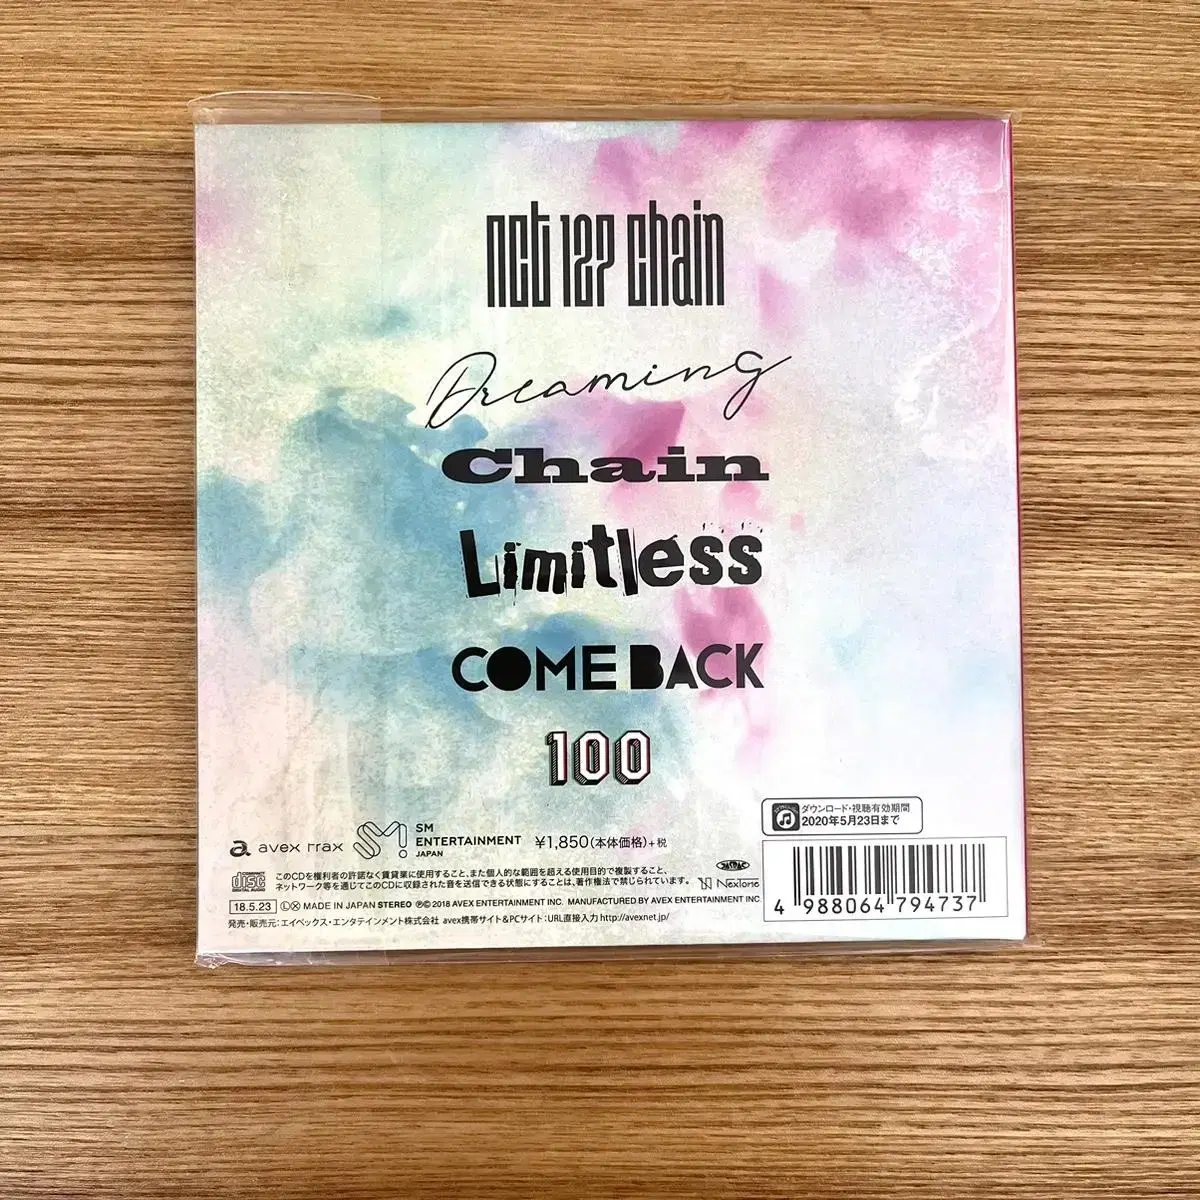 nct 127 chain
Dreaming
Chain
Limitless
COME BACK
100
ダウンロード・視聴有効期間
2020年5月23日まで
avex trax
SM
ENTERTAINMENT
JAPAN
¥1,850(本体価格)+税
このCDを権利者の許諾なく賃貸業に使用すること、また個人的な範囲を超える使用目的で複製すること、
ネットワーク等を通じてこのCDに収録された音を送信できる状態にすることは、著作権法で禁じられています。
disc
DIGITAL AUDIO
JASRAC
NexTone
18.5.23 ⓁⓍ MADE IN JAPAN STEREO ℗© 2018 AVEX ENTERTAINMENT INC. MANUFACTURED BY AVEX ENTERTAINMENT INC.
発売・販売元:エイベックス・エンタテインメント株式会社 avex携帯サイト&PCサイト:URL直接入力 http://avexnet.jp/
4 988064 794737